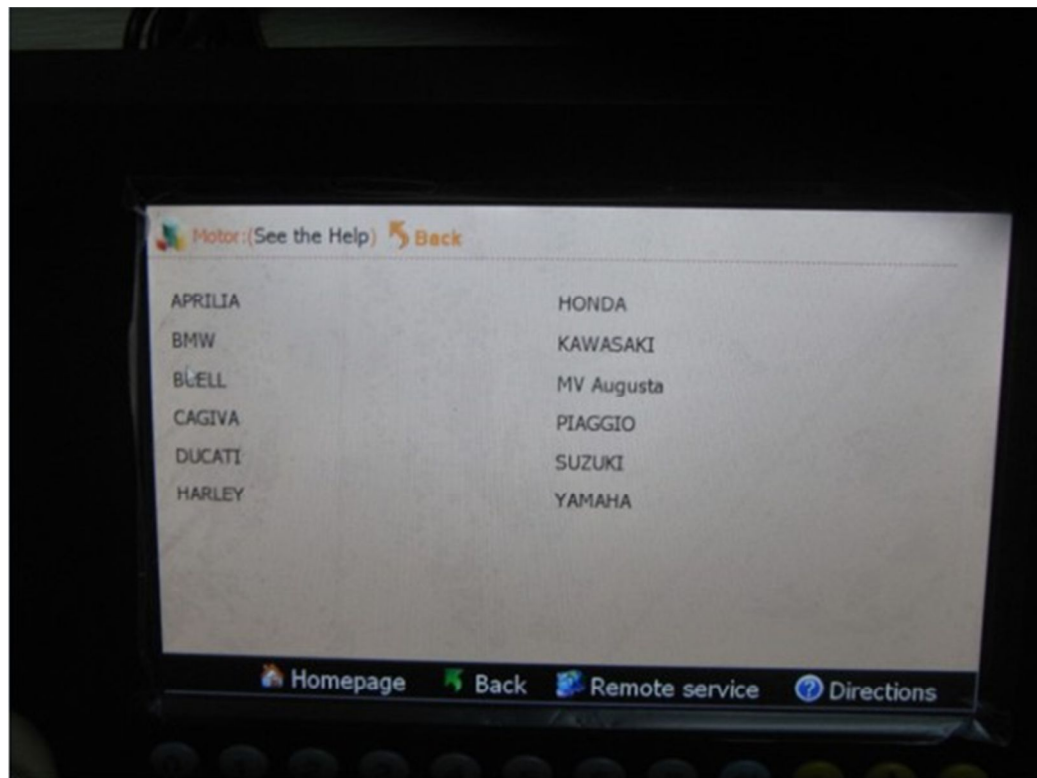 Motor:(See the Help) Back
APRILIA
BMW
BUELL
CAGIVA
DUCATI
HARLEY
HONDA
KAWASAKI
MV Augusta
PIAGGIO
SUZUKI
YAMAHA
Homepage Back Remote service Directions